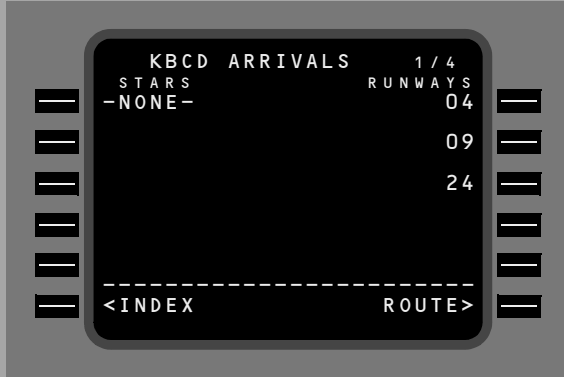 KBCD ARRIVALS 1/4
STARS RUNWAYS
-NONE- 04
09
24
------------------------
<INDEX ROUTE>